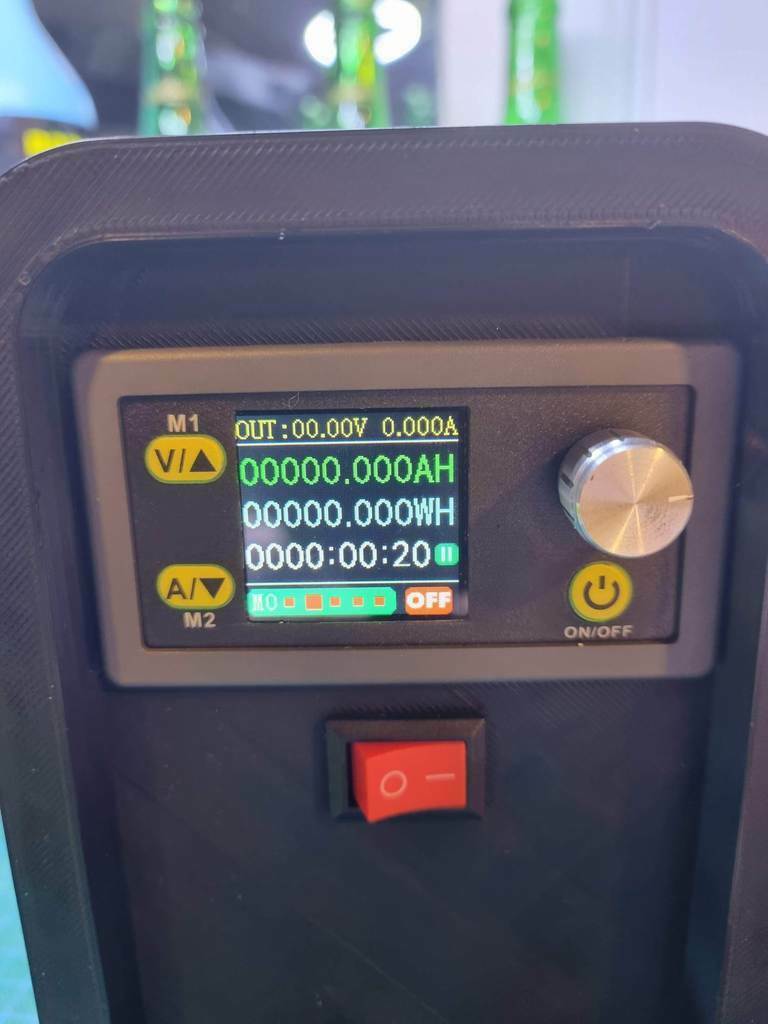 M1
V/▲
OUT:00.00V 0.000A
00000.000AH
00000.000WH
0000:00:20
A/▼
M2
M0
OFF
ON/OFF
O —